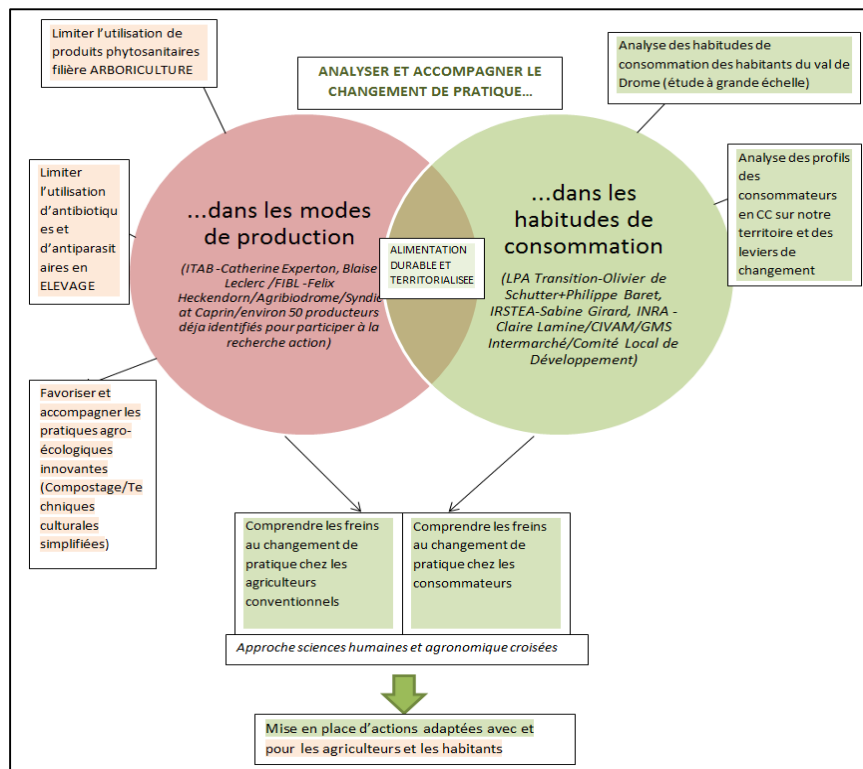 Limiter l'utilisation de
produits phytosanitaires
filière ARBORICULTURE
ANALYSER ET ACCOMPAGNER LE
CHANGEMENT DE PRATIQUE…
Analyse des habitudes de
consommation des habitants du val de
Drome (étude à grande échelle)
Limiter
l'utilisation
d'antibiotiqu
es et
d'antiparasit
aires en
ELEVAGE
...dans les modes
de production
(ITAB -Catherine Experton, Blaise
Leclerc /FIBL -Felix
Heckendorn/Agribiodrome/Syndic
at Caprin/environ 50 producteurs
déja identifiés pour participer à la
recherche action)
ALIMENTATION
DURABLE ET
TERRITORIALISEE
...dans les
habitudes de
consommation
(LPA Transition-Olivier de
Schutter+Philippe Baret,
IRSTEA-Sabine Girard, INRA -
Claire Lamine/CIVAM/GMS
Intermarché/Comité Local de
Développement)
Analyse des profils
des
consommateurs
en CC sur notre
territoire et des
leviers de
changement
Favoriser et
accompagner les
pratiques agro-
écologiques
innovantes
(Compostage/Te
chniques
culturales
simplifiées)
Comprendre les freins
au changement de
pratique chez les
agriculteurs
conventionnels
Comprendre les freins
au changement de
pratique chez les
consommateurs
Approche sciences humaines et agronomique croisées
Mise en place d'actions adaptées avec et
pour les agriculteurs et les habitants